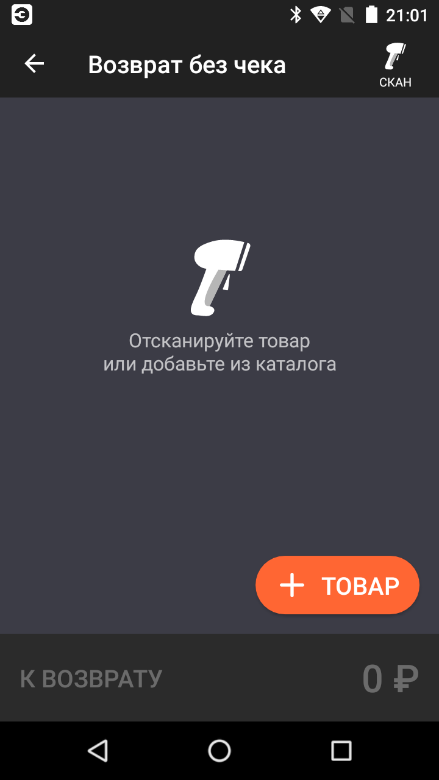 21:01
Возврат без чека
СКАН
Отсканируйте товар
или добавьте из каталога
+ ТОВАР
К ВОЗВРАТУ
0 ₽